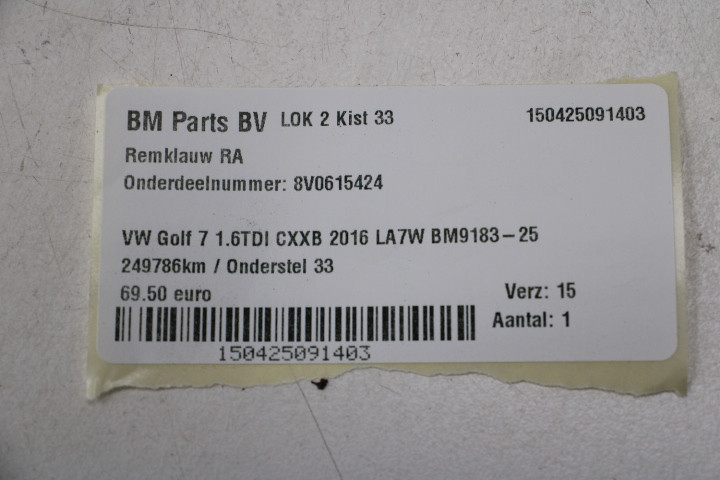 BM Parts BV LOK 2 Kist 33 150425091403
Remklauw RA
Onderdeelnummer: 8V0615424
VW Golf 7 1.6TDI CXXB 2016 LA7W BM9183-25
249786km / Onderstel 33
69.50 euro Verz: 15
Aantal: 1
150425091403